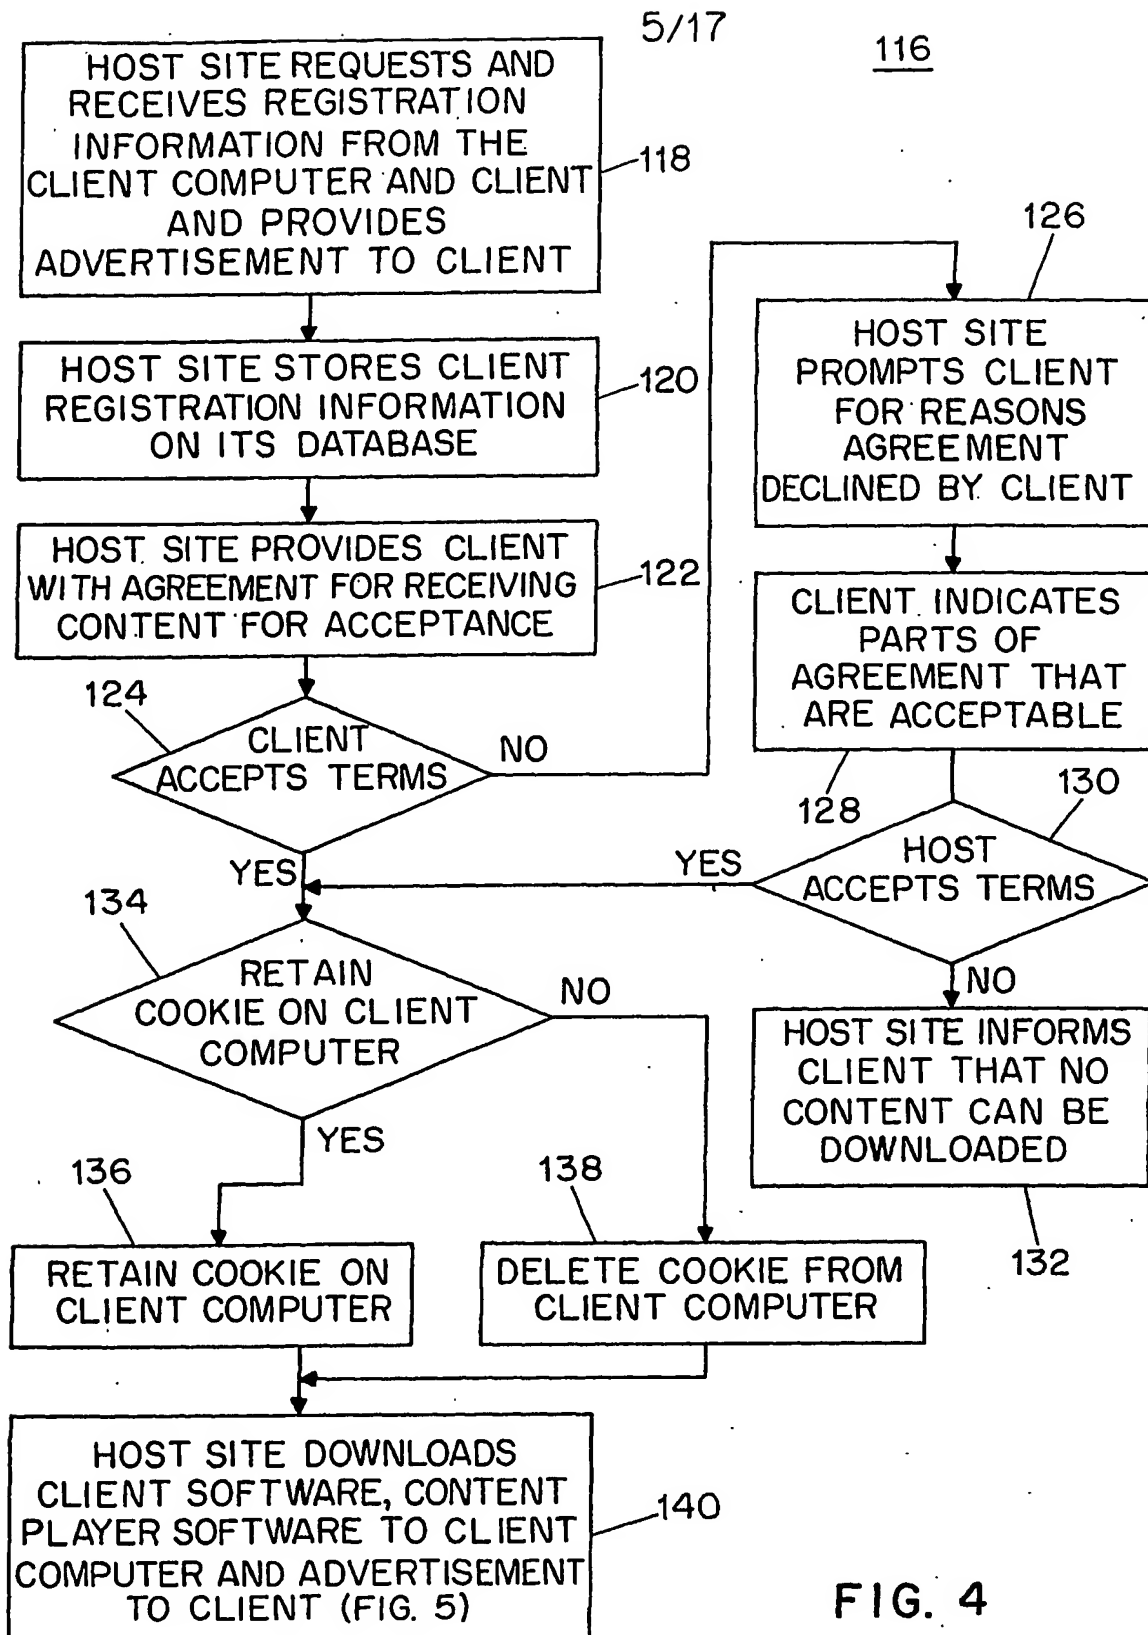 5/17
116
HOST SITE REQUESTS AND
RECEIVES REGISTRATION
INFORMATION FROM THE
CLIENT COMPUTER AND CLIENT
AND PROVIDES
ADVERTISEMENT TO CLIENT
118
HOST SITE STORES CLIENT
REGISTRATION INFORMATION
ON ITS DATABASE
120
HOST SITE PROVIDES CLIENT
WITH AGREEMENT FOR RECEIVING
CONTENT FOR ACCEPTANCE
122
124
CLIENT
ACCEPTS TERMS
NO
YES
126
HOST SITE
PROMPTS CLIENT
FOR REASONS
AGREEMENT
DECLINED BY CLIENT
CLIENT INDICATES
PARTS OF
AGREEMENT THAT
ARE ACCEPTABLE
128
130
HOST
ACCEPTS TERMS
YES
NO
HOST SITE INFORMS
CLIENT THAT NO
CONTENT CAN BE
DOWNLOADED
132
134
RETAIN
COOKIE ON CLIENT
COMPUTER
NO
YES
136
RETAIN COOKIE ON
CLIENT COMPUTER
138
DELETE COOKIE FROM
CLIENT COMPUTER
HOST SITE DOWNLOADS
CLIENT SOFTWARE, CONTENT
PLAYER SOFTWARE TO CLIENT
COMPUTER AND ADVERTISEMENT
TO CLIENT (FIG. 5)
140
FIG. 4